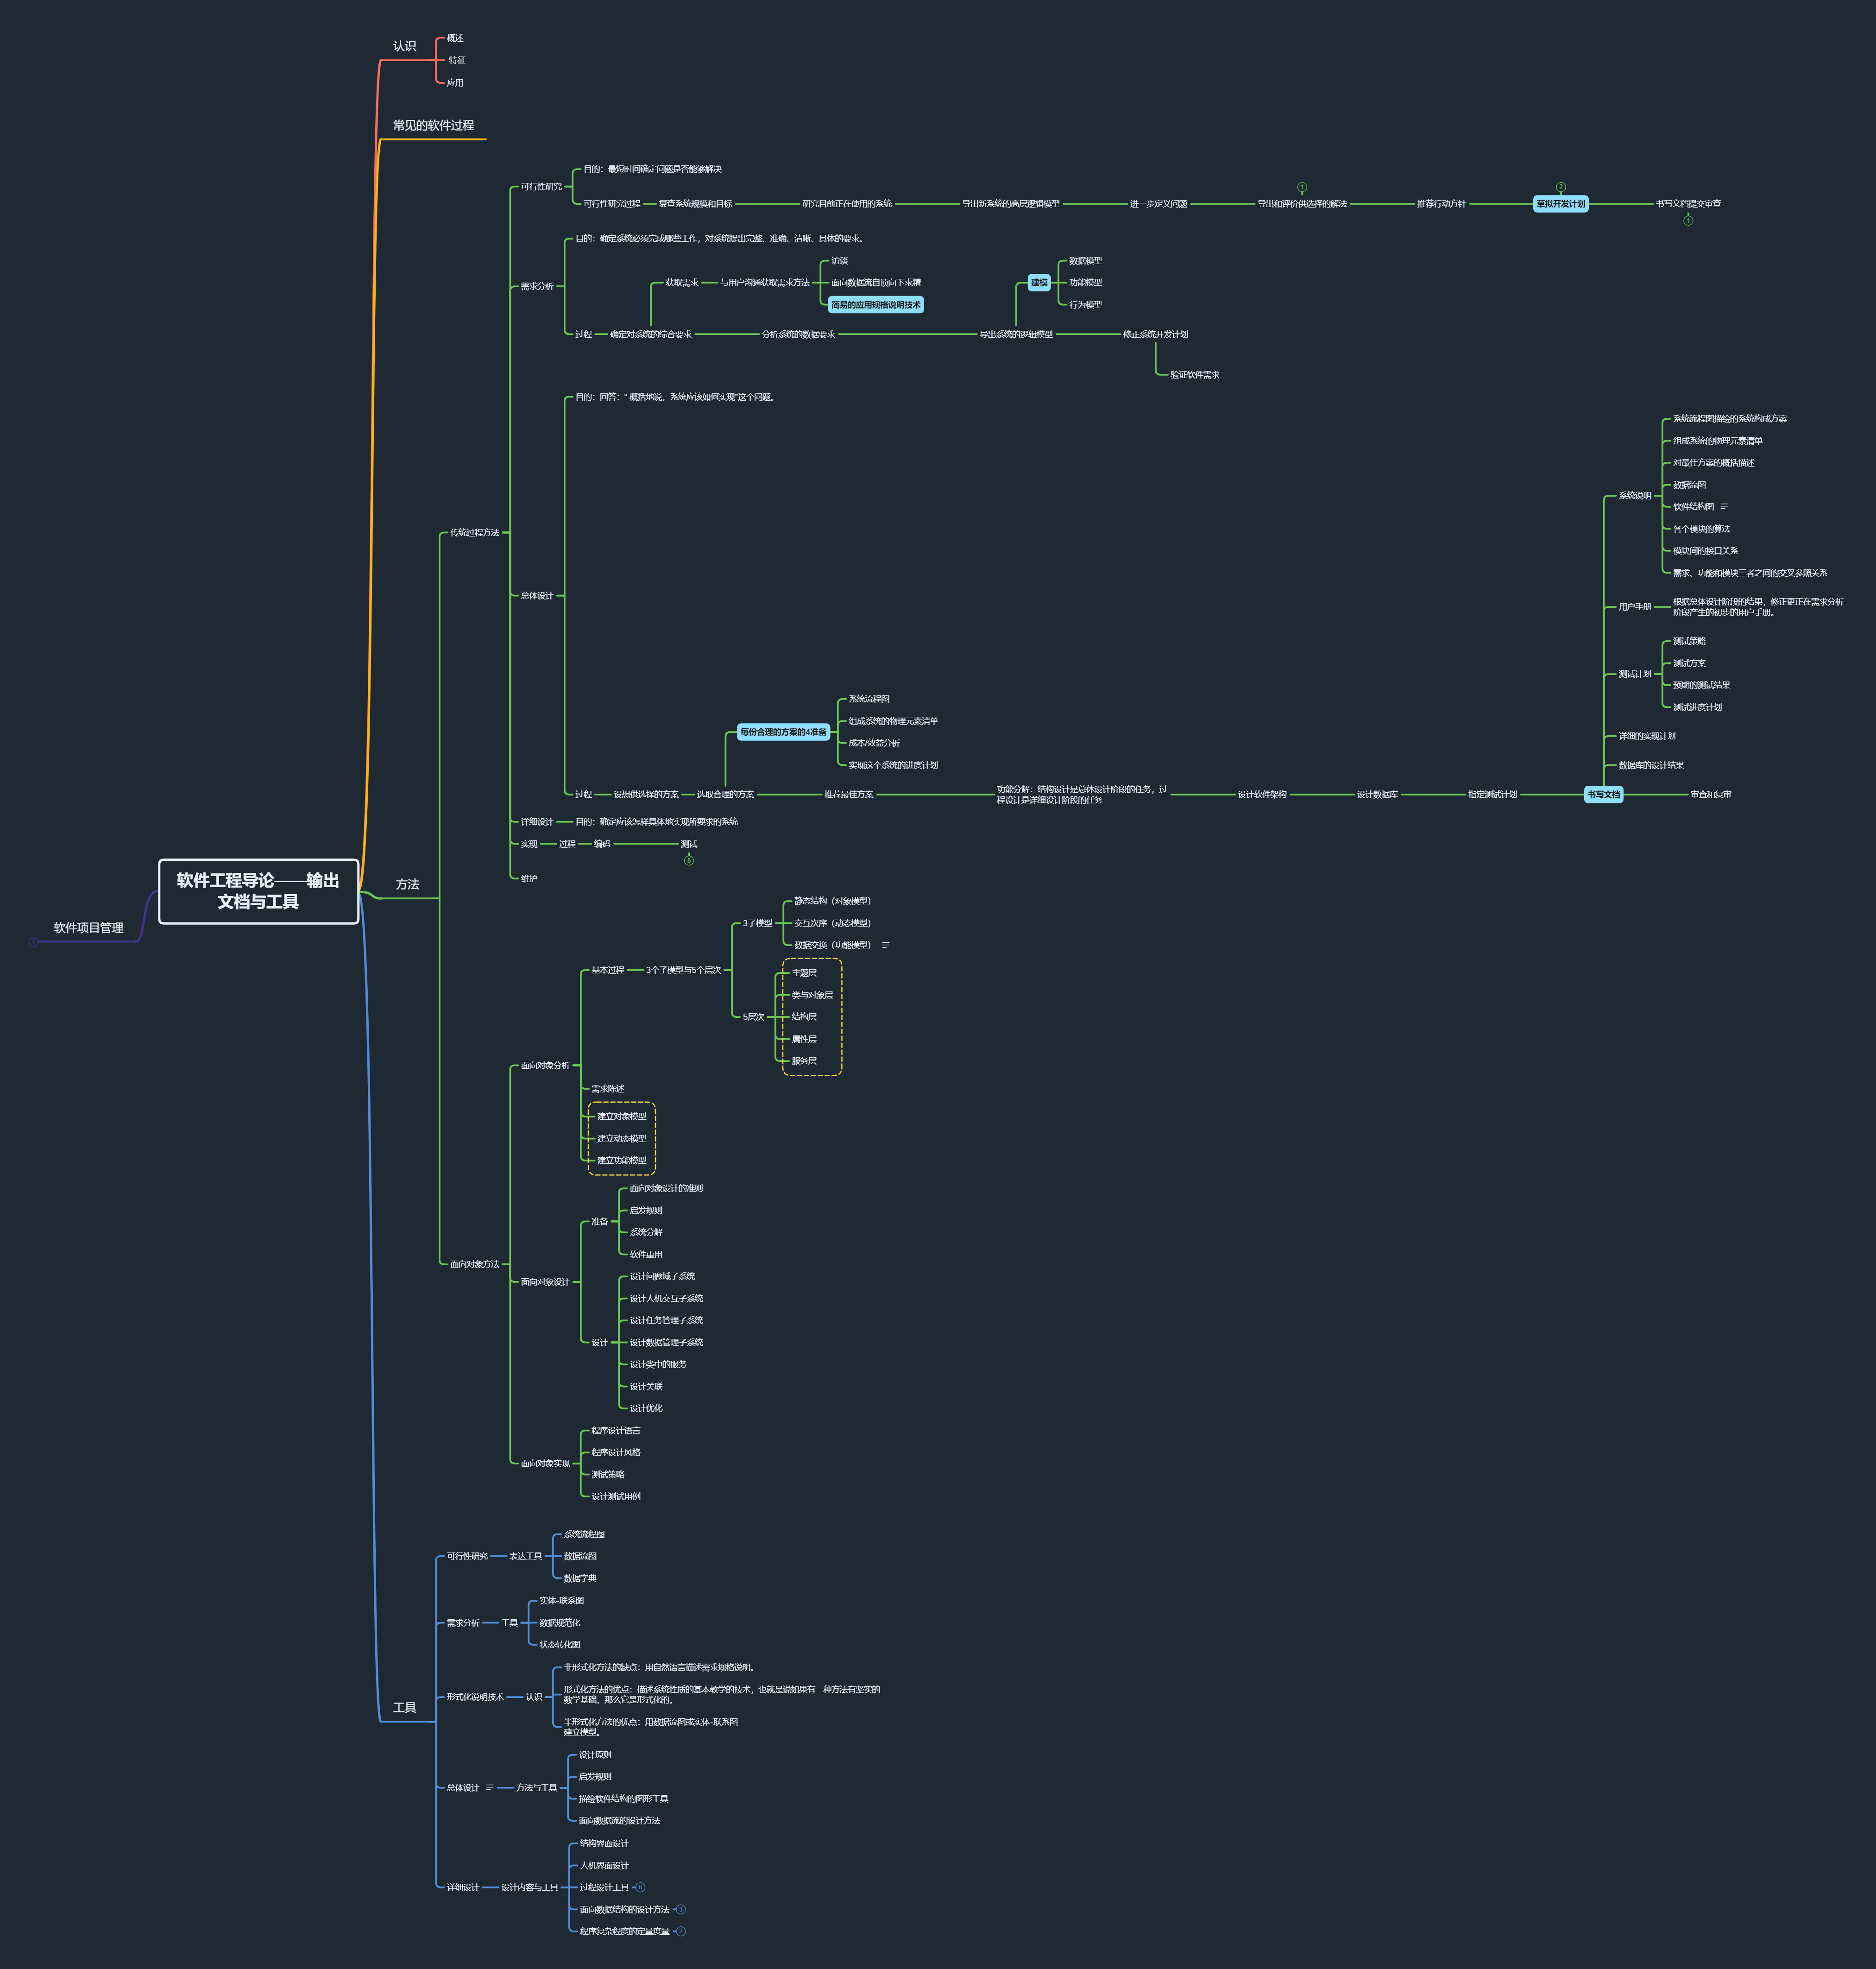 认识
概述
特征
应用
常见的软件过程
可行性研究
目的：最短时间确定问题是否能够解决
可行性研究过程
复查系统规模和目标
研究目前正在使用的系统
导出新系统的高层逻辑模型
进一步定义问题
1
导出和评价供选择的解法
推荐行动方针
2
草拟开发计划
书写文档提交审查
1
需求分析
目的：确定系统必须完成哪些工作，对系统提出完整、准确、清晰、具体的要求。
获取需求
与用户沟通获取需求方法
访谈
面向数据流自顶向下求精
简易的应用规格说明技术
建模
数据模型
功能模型
行为模型
过程
确定对系统的综合要求
分析系统的数据要求
导出系统的逻辑模型
修正系统开发计划
验证软件需求
传统过程方法
总体设计
目的：回答：" 概括地说，系统应该如何实现"这个问题。
系统说明
系统流程图描绘的系统构成方案
组成系统的物理元素清单
对最佳方案的概括描述
数据流图
软件结构图
各个模块的算法
模块间的接口关系
需求、功能和模块三者之间的交叉参照关系
用户手册
根据总体设计阶段的结果，修正更正在需求分析
阶段产生的初步的用户手册。
测试计划
测试策略
测试方案
预期的测试结果
测试进度计划
详细的实现计划
数据库的设计结果
每份合理的方案的4准备
系统流程图
组成系统的物理元素清单
成本/效益分析
实现这个系统的进度计划
过程
设想供选择的方案
选取合理的方案
推荐最佳方案
功能分解：结构设计是总体设计阶段的任务，过
程设计是详细设计阶段的任务
设计软件架构
设计数据库
指定测试计划
书写文档
审查和复审
详细设计
目的：确定应该怎样具体地实现所要求的系统
实现
过程
编码
测试
8
维护
软件工程导论——输出
文档与工具
方法
软件项目管理
面向对象方法
面向对象分析
基本过程
3个子模型与5个层次
3子模型
静态结构（对象模型）
交互次序（动态模型）
数据交换（功能模型）
5层次
主题层
类与对象层
结构层
属性层
服务层
需求陈述
建立对象模型
建立动态模型
建立功能模型
面向对象设计
准备
面向对象设计的准则
启发规则
系统分解
软件重用
设计
设计问题域子系统
设计人机交互子系统
设计任务管理子系统
设计数据管理子系统
设计类中的服务
设计关联
设计优化
面向对象实现
程序设计语言
程序设计风格
测试策略
设计测试用例
工具
可行性研究
表达工具
系统流程图
数据流图
数据字典
需求分析
工具
实体-联系图
数据规范化
状态转化图
形式化说明技术
认识
非形式化方法的缺点：用自然语言描述需求规格说明。
形式化方法的优点：描述系统性质的基本教学的技术，也就是说如果有一种方法有坚实的
数学基础，那么它是形式化的。
半形式化方法的优点：用数据流图或实体-联系图
建立模型。
总体设计
方法与工具
设计原则
启发规则
描绘软件结构的图形工具
面向数据流的设计方法
详细设计
设计内容与工具
结构界面设计
人机界面设计
过程设计工具
6
面向数据结构的设计方法
3
程序复杂程度的定量度量
2